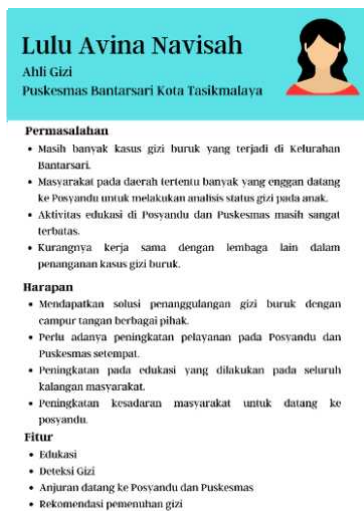 Lulu Avina Navisah
Ahli Gizi
Puskesmas Bantarsari Kota Tasikmalaya
Permasalahan
• Masih banyak kasus gizi buruk yang terjadi di Kelurahan
Bantarsari.
• Masyarakat pada daerah tertentu banyak yang enggan datang
ke Posyandu untuk melakukan analisis status gizi pada anak.
• Aktivitas edukasi di Posyandu dan Puskesmas masih sangat
terbatas.
• Kurangnya kerja sama dengan lembaga lain dalam
penanganan kasus gizi buruk.
Harapan
• Mendapatkan solusi penanggulangan gizi buruk dengan
campur tangan berbagai pihak.
• Perlu adanya peningkatan pelayanan pada Posyandu dan
Puskesmas setempat.
• Peningkatan pada edukasi yang dilakukan pada seluruh
kalangan masyarakat.
• Peningkatan kesadaran masyarakat untuk datang ke
posyandu.
Fitur
• Edukasi
• Deteksi Gizi
• Anjuran datang ke Posyandu dan Puskesmas
• Rekomendasi pemenuhan gizi